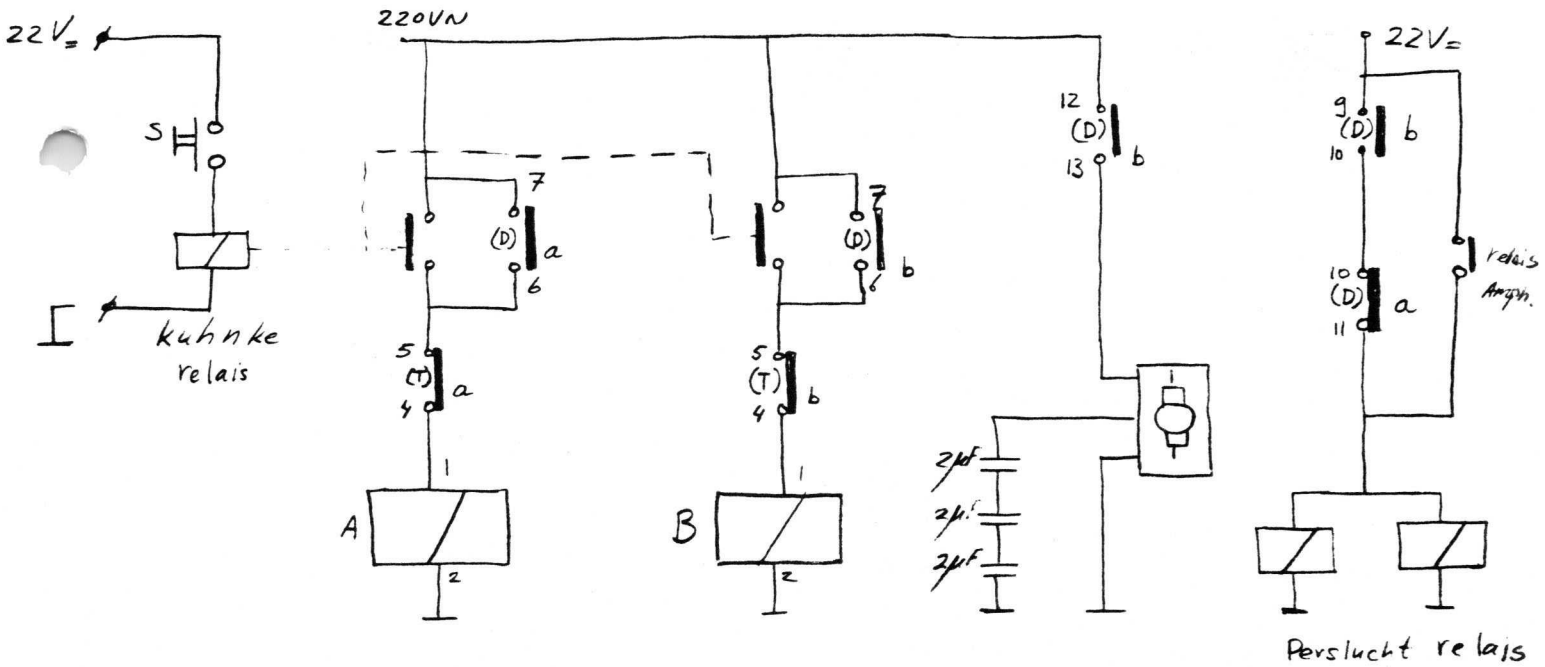 22V=
220VN
22V=
S
kuhnke
relais
7
(D)
a
6
5
(T)
a
4
1
A
2
7
(D)
b
6
5
(T)
b
4
1
B
2
12
(D)
13
b
2µF
2µF
2µF
9
(D)
b
10
10
(D)
a
11
relais
Amph.
Perslucht relais